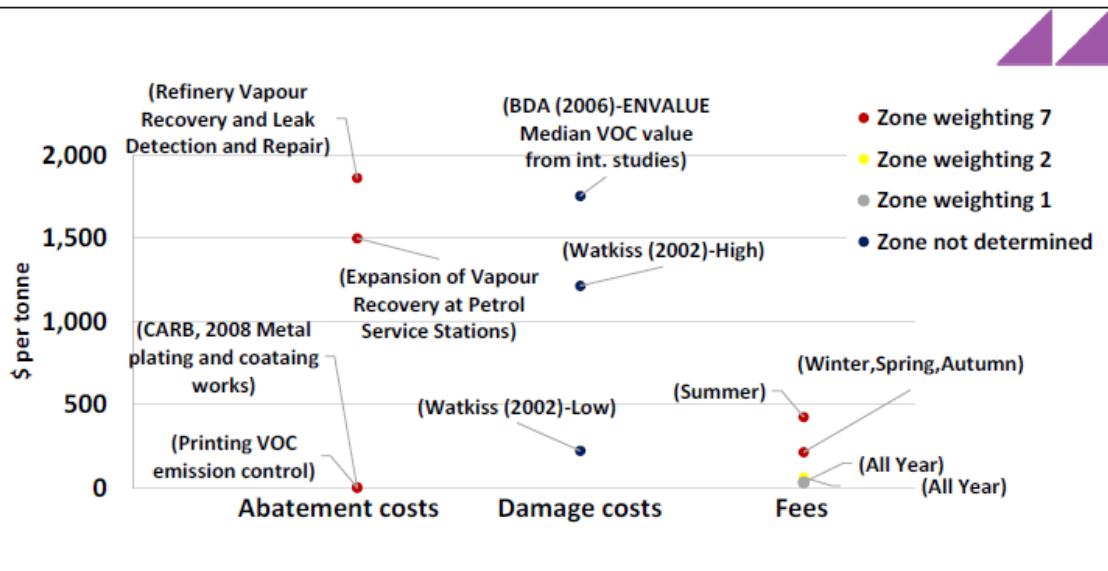 (Refinery Vapour
Recovery and Leak
Detection and Repair)
(BDA (2006)-ENVALUE
Median VOC value
from int. studies)
Zone weighting 7
Zone weighting 2
Zone weighting 1
Zone not determined
$ per tonne
2,000
1,500
1,000
500
0
(Watkiss (2002)-High)
(Expansion of Vapour
Recovery at Petrol
Service Stations)
(CARB, 2008 Metal
plating and coataing
works)
(Winter,Spring,Autumn)
(Summer)
(Watkiss (2002)-Low)
(Printing VOC
emission control)
(All Year)
(All Year)
Abatement costs
Damage costs
Fees